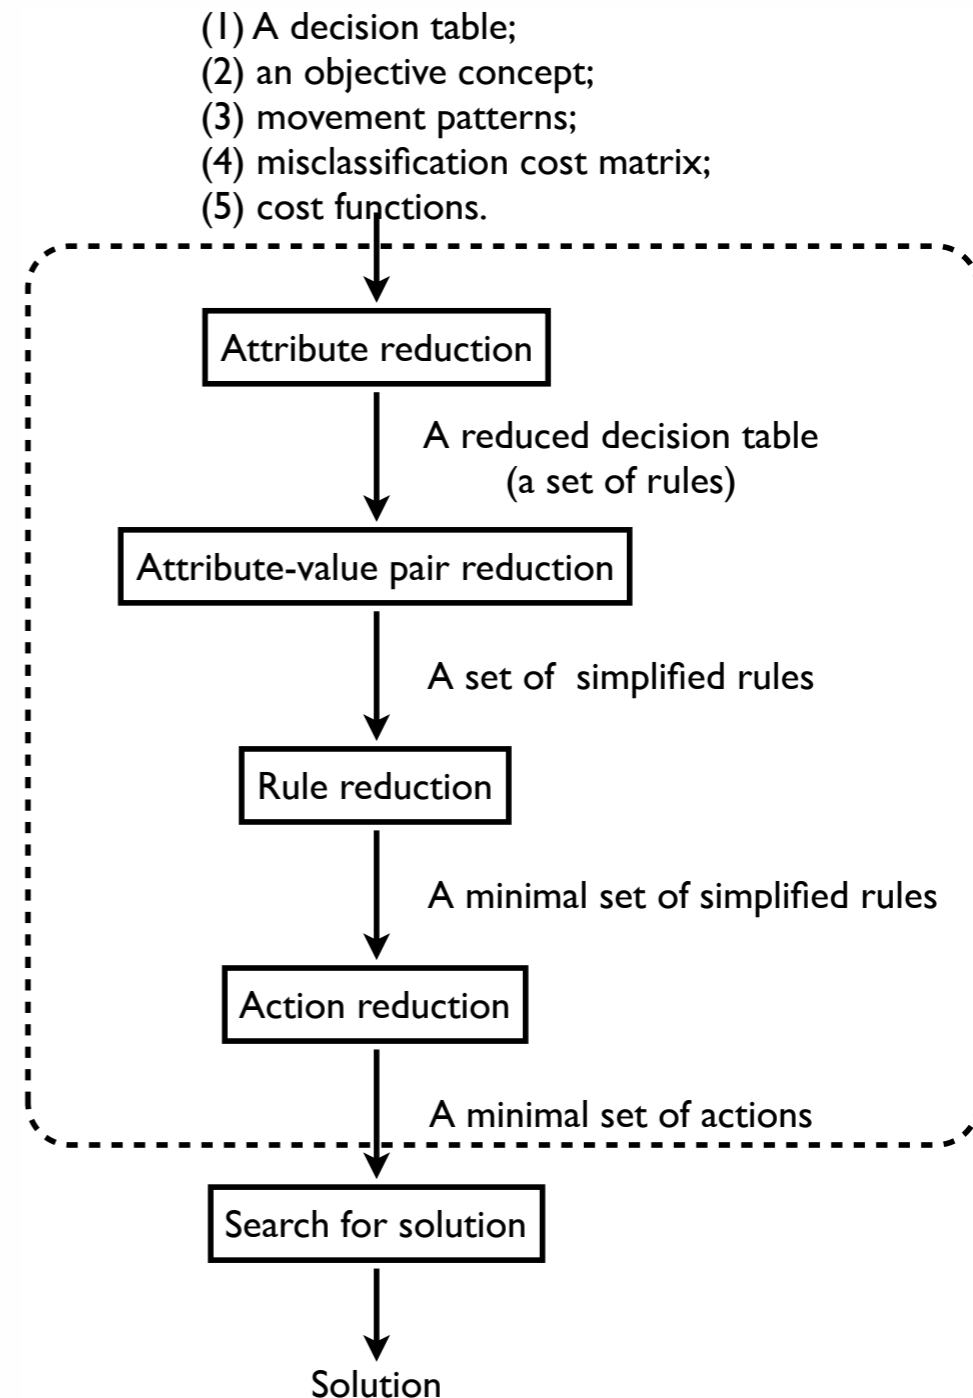 (1) A decision table;
(2) an objective concept;
(3) movement patterns;
(4) misclassification cost matrix;
(5) cost functions.
Attribute reduction
A reduced decision table
(a set of rules)
Attribute-value pair reduction
A set of  simplified rules
Rule reduction
A minimal set of simplified rules
Action reduction
A minimal set of actions
Search for solution
Solution